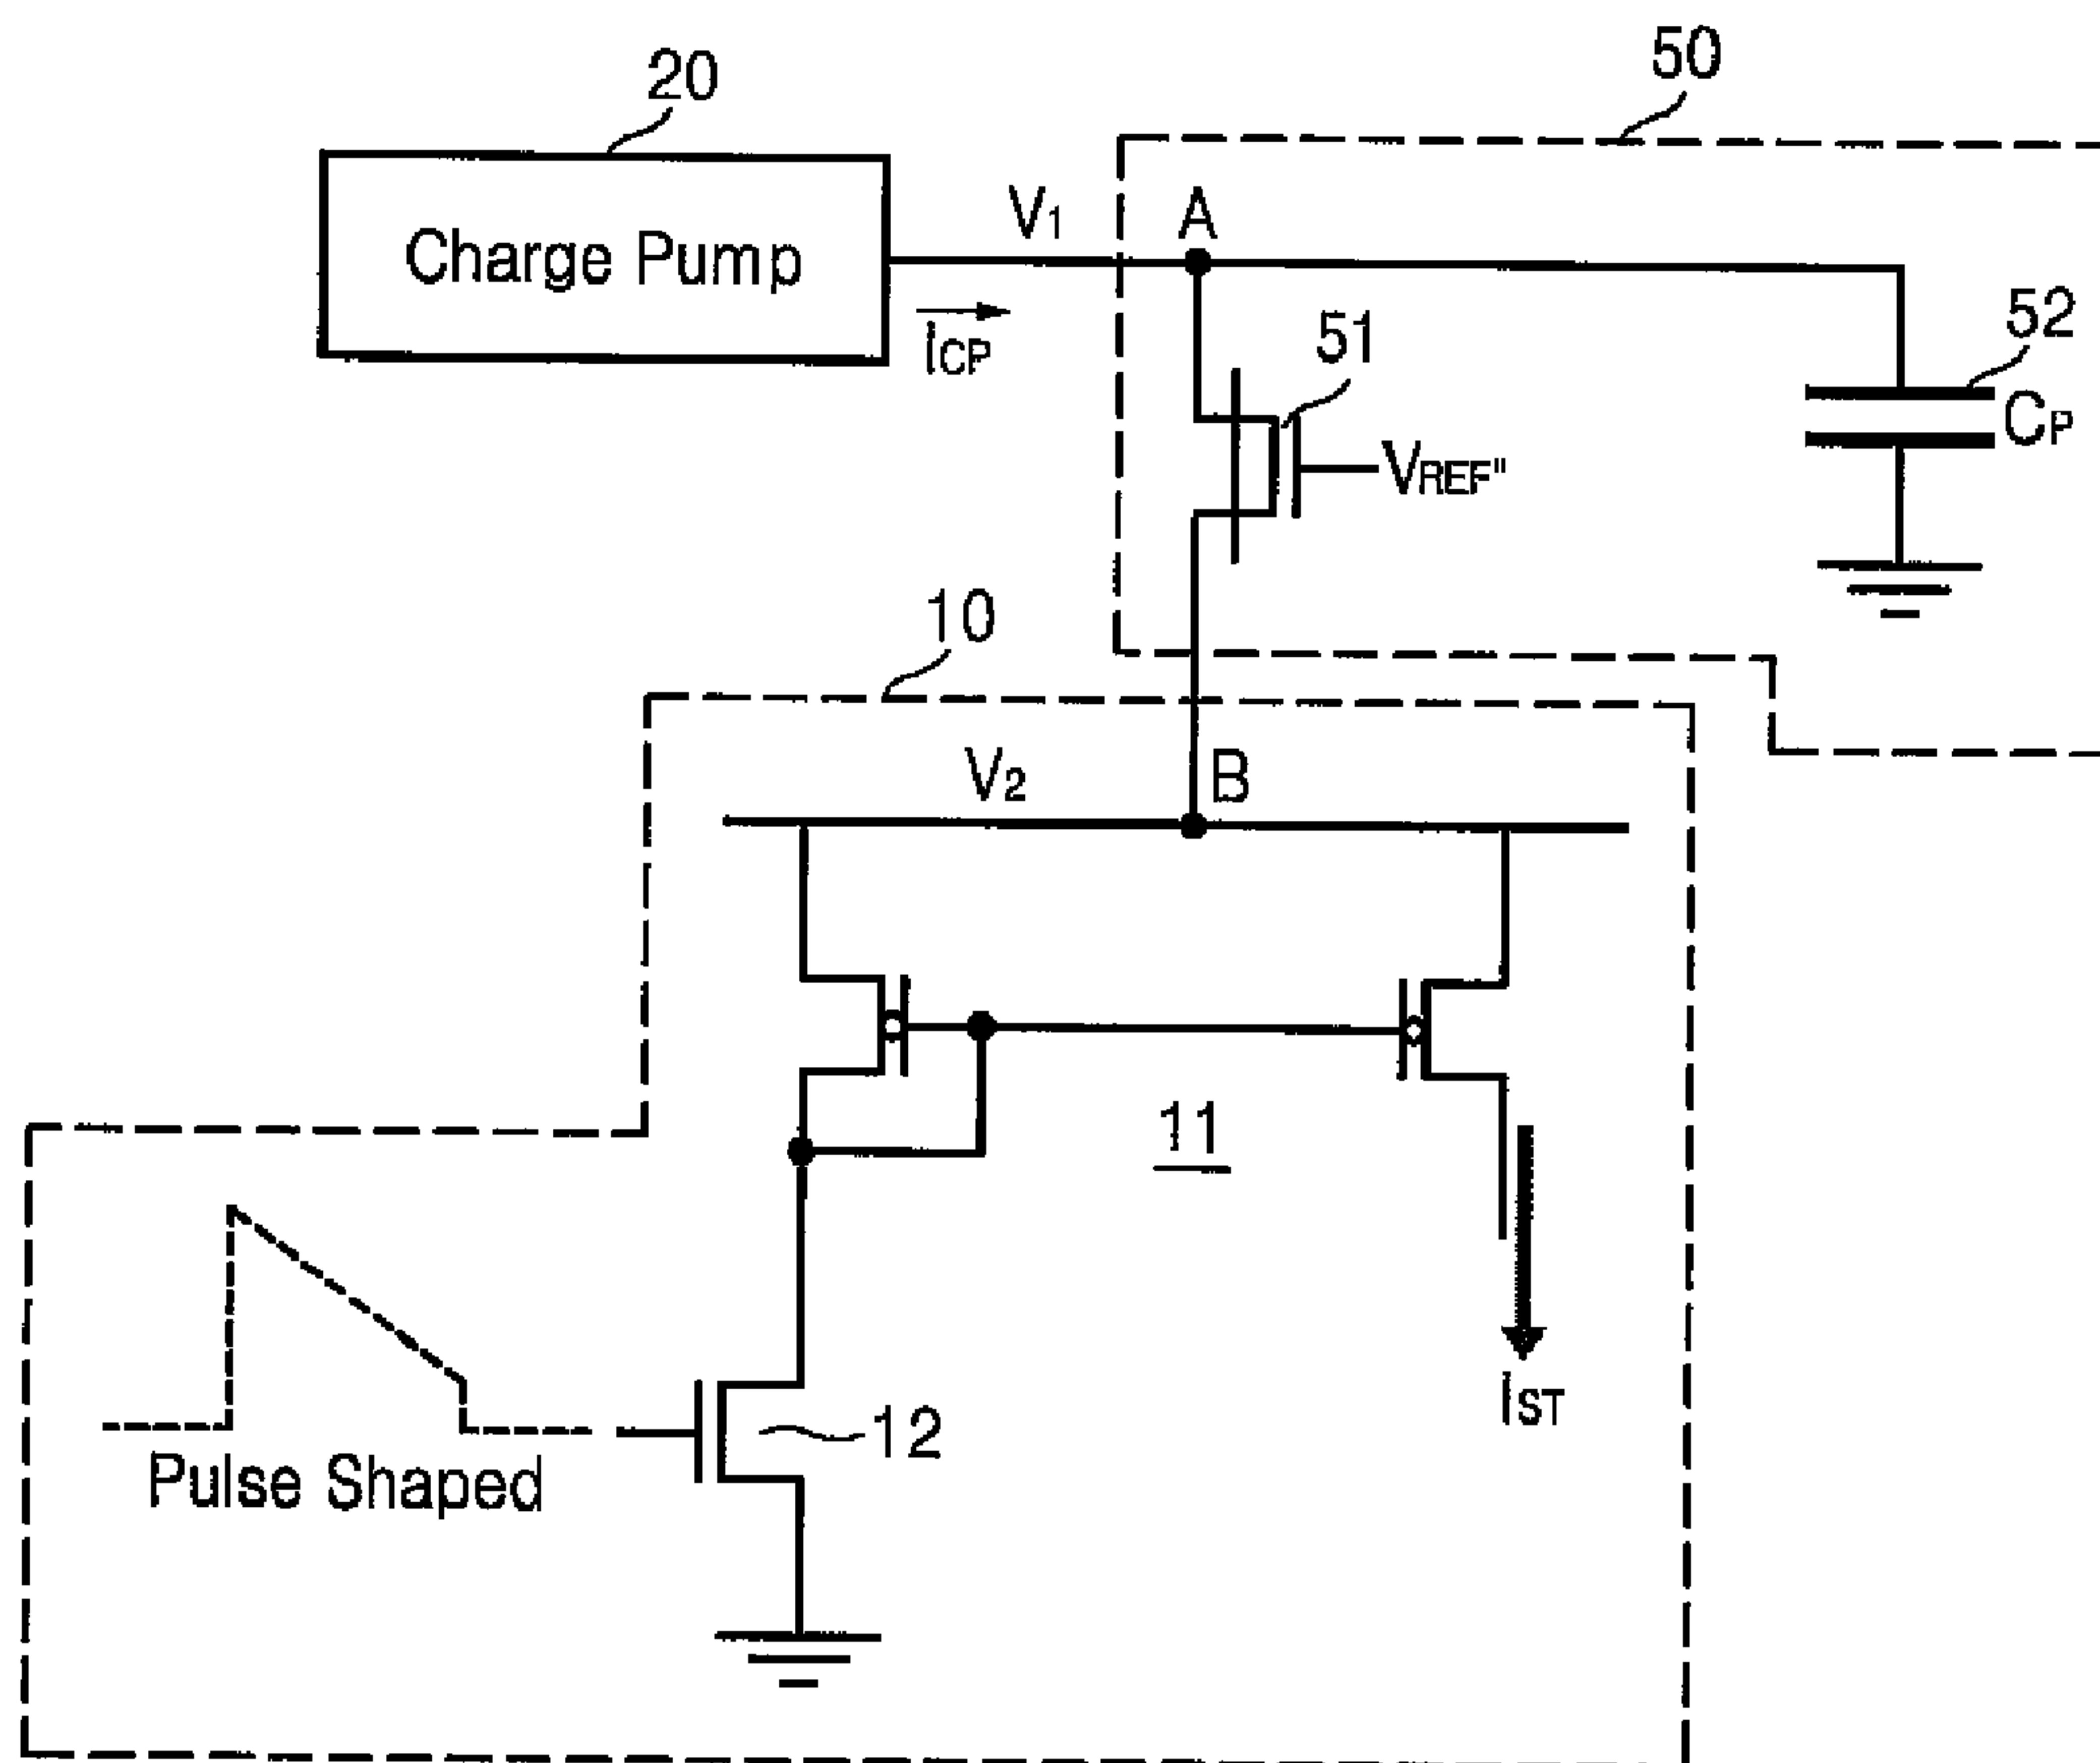 20
50
Charge Pump
V1
A
iCP
51
52
CP
VREF"
10
V2
B
11
Pulse Shaped
12
IST